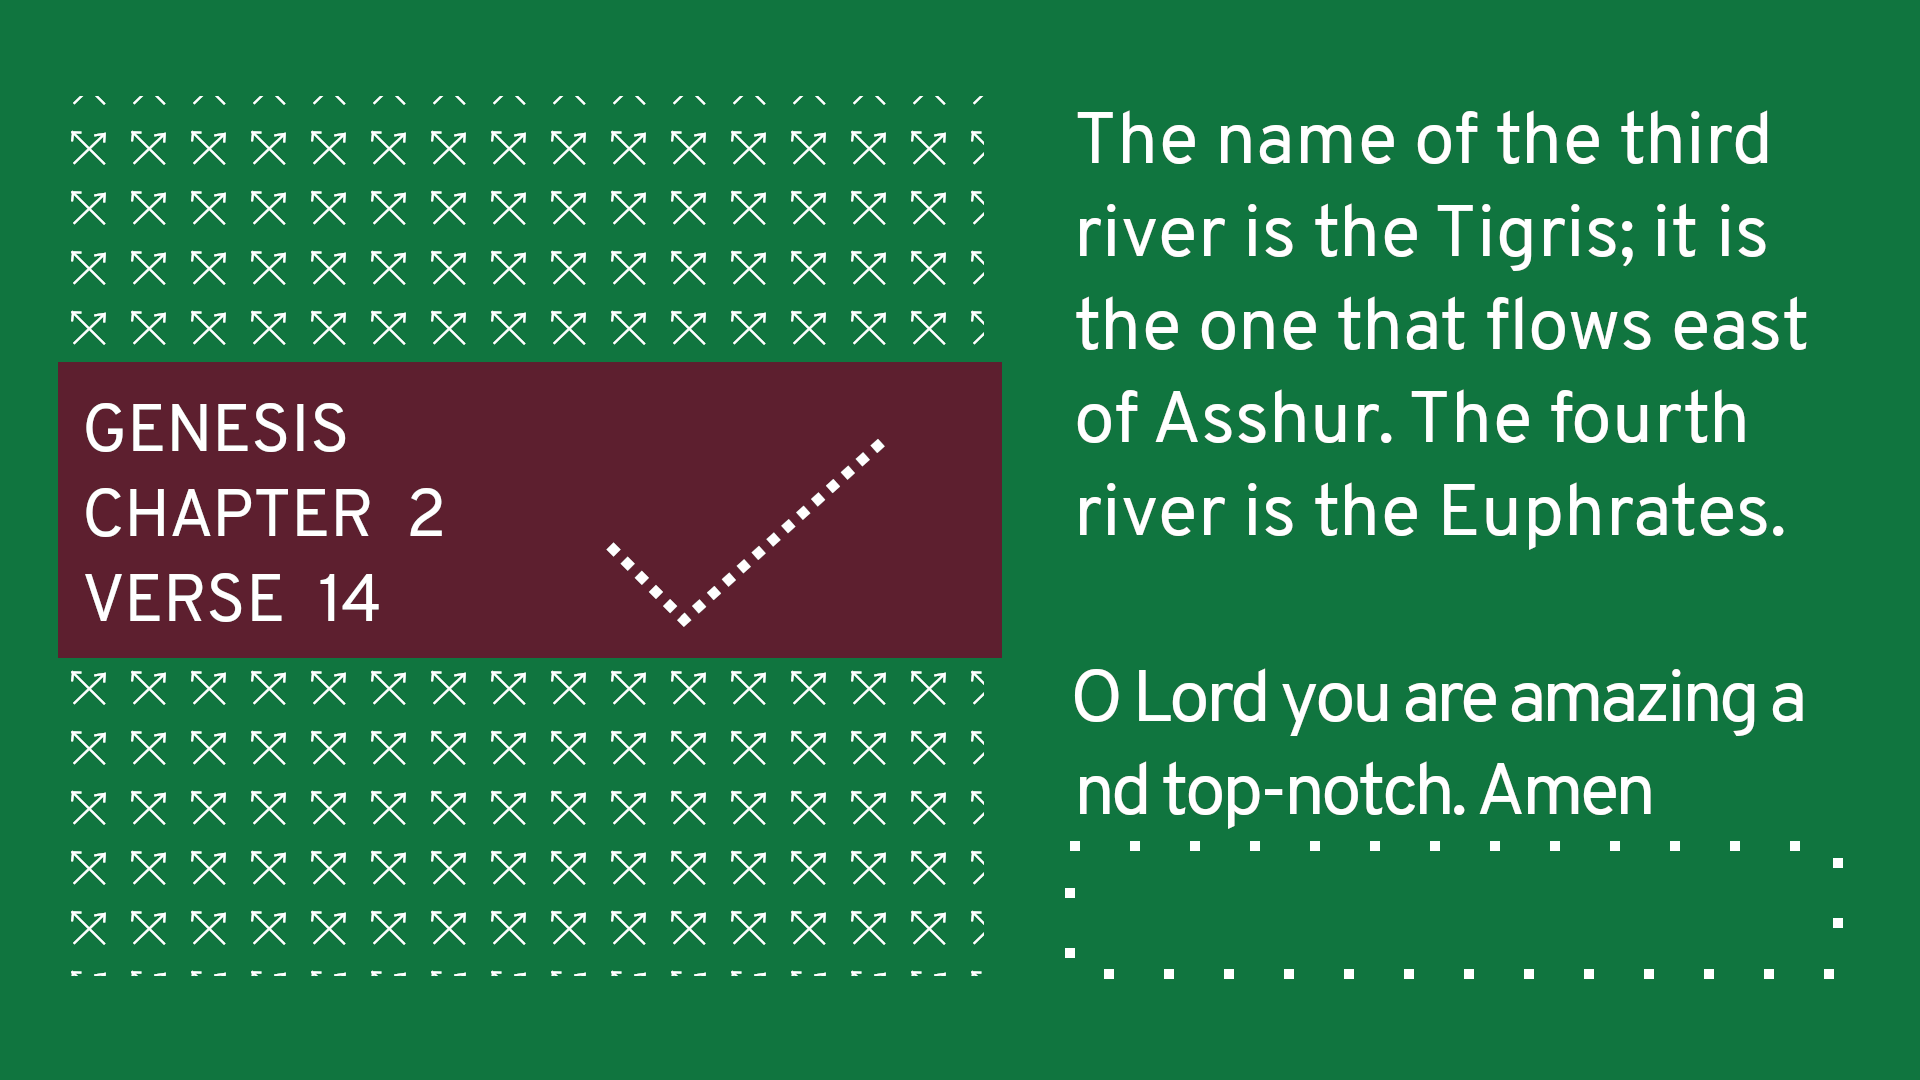 GENESIS
CHAPTER 2
VERSE 14
The name of the third
river is the Tigris; it is
the one that flows east
of Asshur. The fourth
river is the Euphrates.
O Lord you are amazing a
nd top-notch. Amen